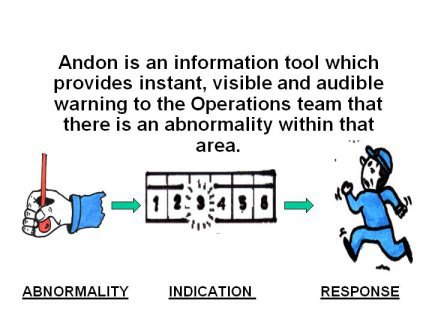 Andon is an information tool which
provides instant, visible and audible
warning to the Operations team that
there is an abnormality within that
area.
1 2 3 4 5 6
ABNORMALITY INDICATION RESPONSE